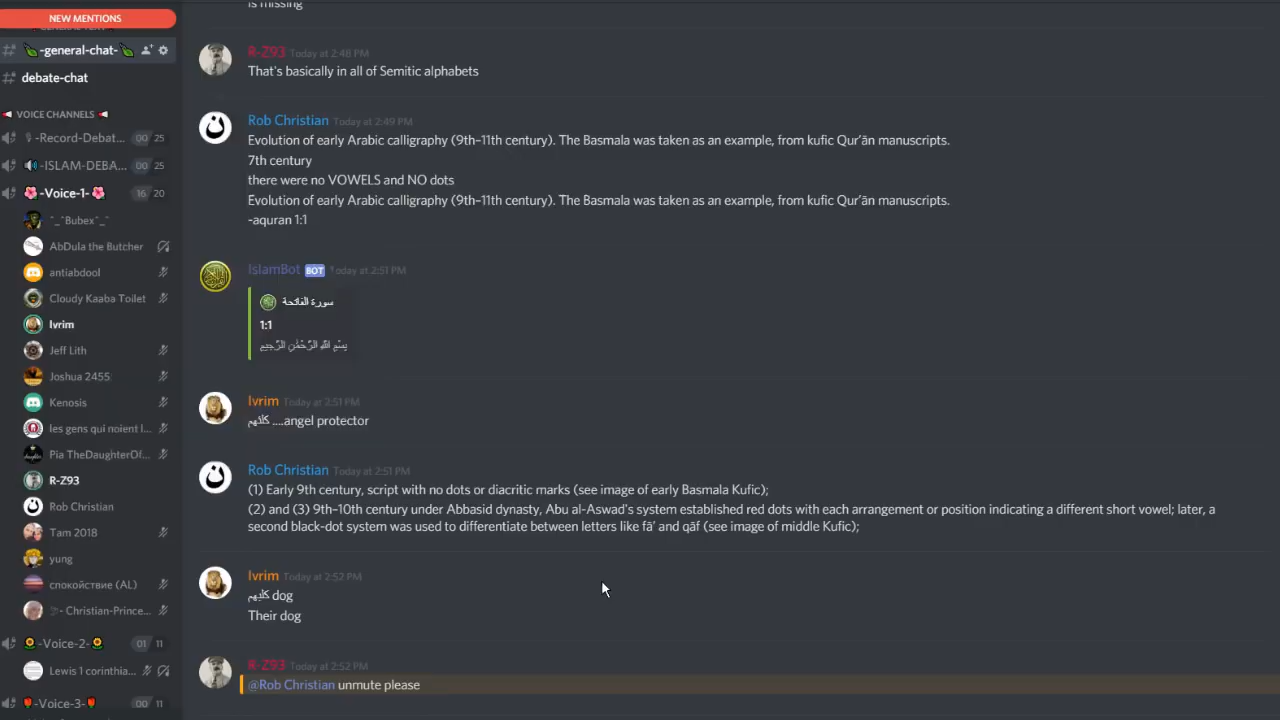 is missing
NEW MENTIONS
-general-chat-
debate-chat
VOICE CHANNELS
-Record-Debat... 00 25
-ISLAM-DEBA... 00 25
-Voice-1- 16 20
^_^Bubex^_^
AbDula the Butcher
antiabdool
Cloudy Kaaba Toilet
Ivrim
Jeff Lith
Joshua 2455
Kenosis
les gens qui noient l...
Pia TheDaughterOf...
R-Z93
Rob Christian
Tam 2018
yung
спокойствие (AL)
- Christian-Prince...
-Voice-2- 01 11
Lewis 1 corinthia...
-Voice-3- 00 11
R-Z93 Today at 2:48 PM
That's basically in all of Semitic alphabets
Rob Christian Today at 2:49 PM
Evolution of early Arabic calligraphy (9th–11th century). The Basmala was taken as an example, from kufic Qur'ān manuscripts.
7th century
there were no VOWELS and NO dots
Evolution of early Arabic calligraphy (9th–11th century). The Basmala was taken as an example, from kufic Qur'ān manuscripts.
-aquran 1:1
IslamBot BOT Today at 2:51 PM
سورة الفاتحة
1:1
بِسْمِ اللَّهِ الرَّحْمَٰنِ الرَّحِيمِ
Ivrim Today at 2:51 PM
....angel protector
Rob Christian Today at 2:51 PM
(1) Early 9th century, script with no dots or diacritic marks (see image of early Basmala Kufic);
(2) and (3) 9th–10th century under Abbasid dynasty, Abu al-Aswad's system established red dots with each arrangement or position indicating a different short vowel; later, a
second black-dot system was used to differentiate between letters like fā' and qāf (see image of middle Kufic);
Ivrim Today at 2:52 PM
dog
Their dog
R-Z93 Today at 2:52 PM
@Rob Christian unmute please